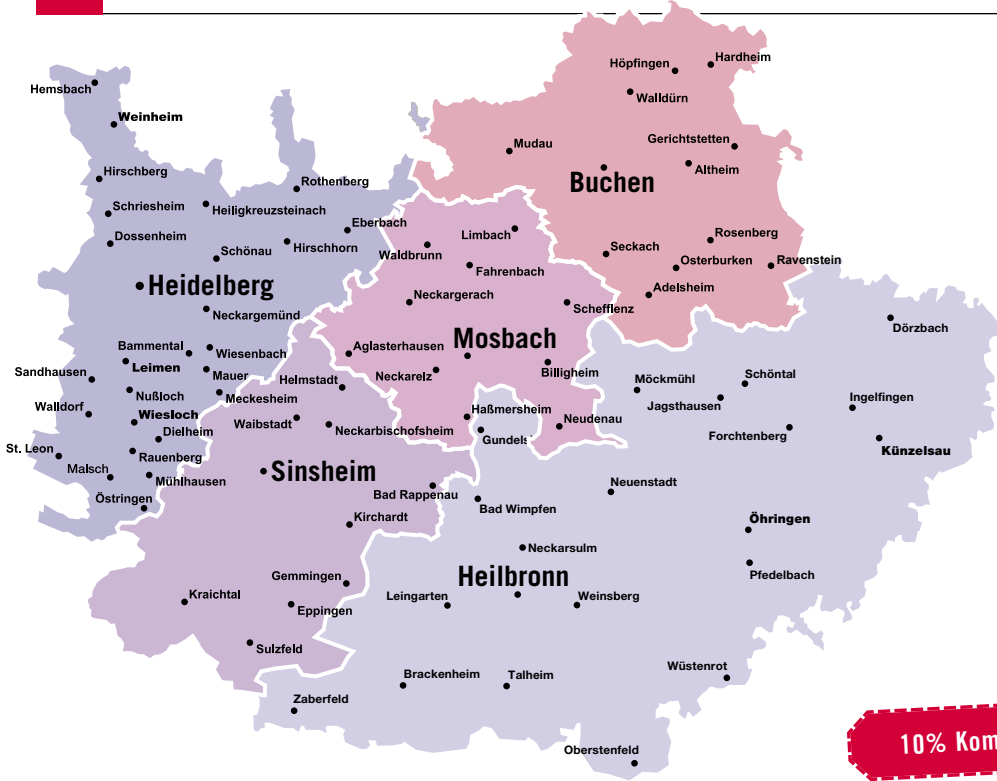 Hemsbach
Weinheim
Hirschberg
Schriesheim
Dossenheim
Heiligkreuzsteinach
Rothenberg
Eberbach
Hirschhorn
Schönau
Heidelberg
Neckargemünd
Bammental
Wiesenbach
Leimen
Mauer
Sandhausen
Nußloch
Meckesheim
Walldorf
Wiesloch
Dielheim
St. Leon
Rauenberg
Malsch
Mühlhausen
Östringen
Höpfingen
Hardheim
Walldürn
Mudau
Gerichtstetten
Altheim
Buchen
Seckach
Rosenberg
Osterburken
Ravenstein
Adelsheim
Limbach
Waldbrunn
Fahrenbach
Neckargerach
Schefflenz
Mosbach
Aglasterhausen
Neckarelz
Billigheim
Haßmersheim
Neudenau
Helmstadt
Waibstadt
Neckarbischofsheim
Sinsheim
Bad Rappenau
Kirchardt
Gemmingen
Kraichtal
Eppingen
Sulzfeld
Dörzbach
Möckmühl
Schöntal
Jagsthausen
Ingelfingen
Forchtenberg
Künzelsau
Gundels
Neuenstadt
Bad Wimpfen
Öhringen
Neckarsulm
Pfedelbach
Heilbronn
Leingarten
Weinsberg
Brackenheim
Talheim
Wüstenrot
Zaberfeld
Oberstenfeld
10% Kom